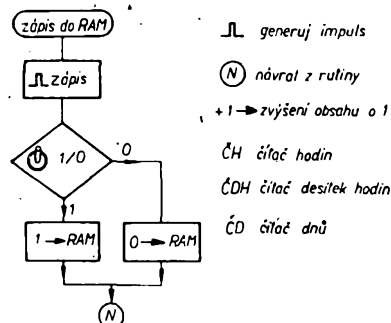 zápis do RAM
zápis
1/0
0
1
1 → RAM
0 → RAM
N
generuj impuls
N návrat z rutiny
+1 → zvýšení obsahu o 1
ČH čítač hodin
ČDH čítač desítek hodin
ČD čítač dnů